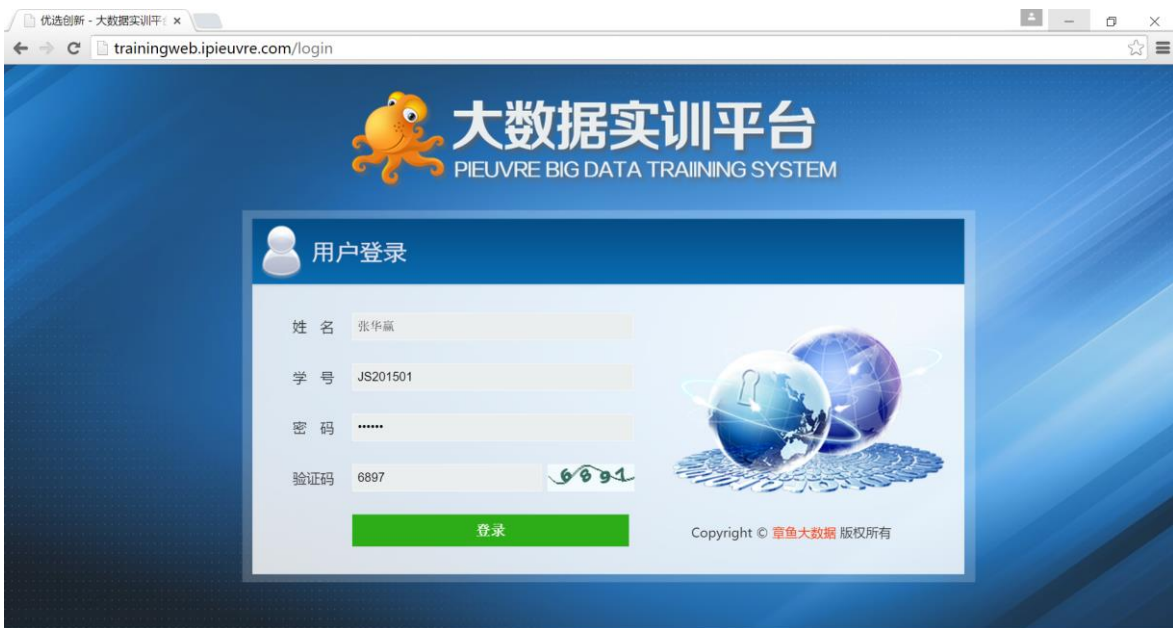 优选创新 - 大数据实训平台
trainingweb.ipieuvre.com/login
大数据实训平台
PIEUVRE BIG DATA TRAIINING SYSTEM
用户登录
姓 名 张华赢
学 号 JS201501
密 码 ••••••
验证码 6897 6891
登录
Copyright © 章鱼大数据 版权所有